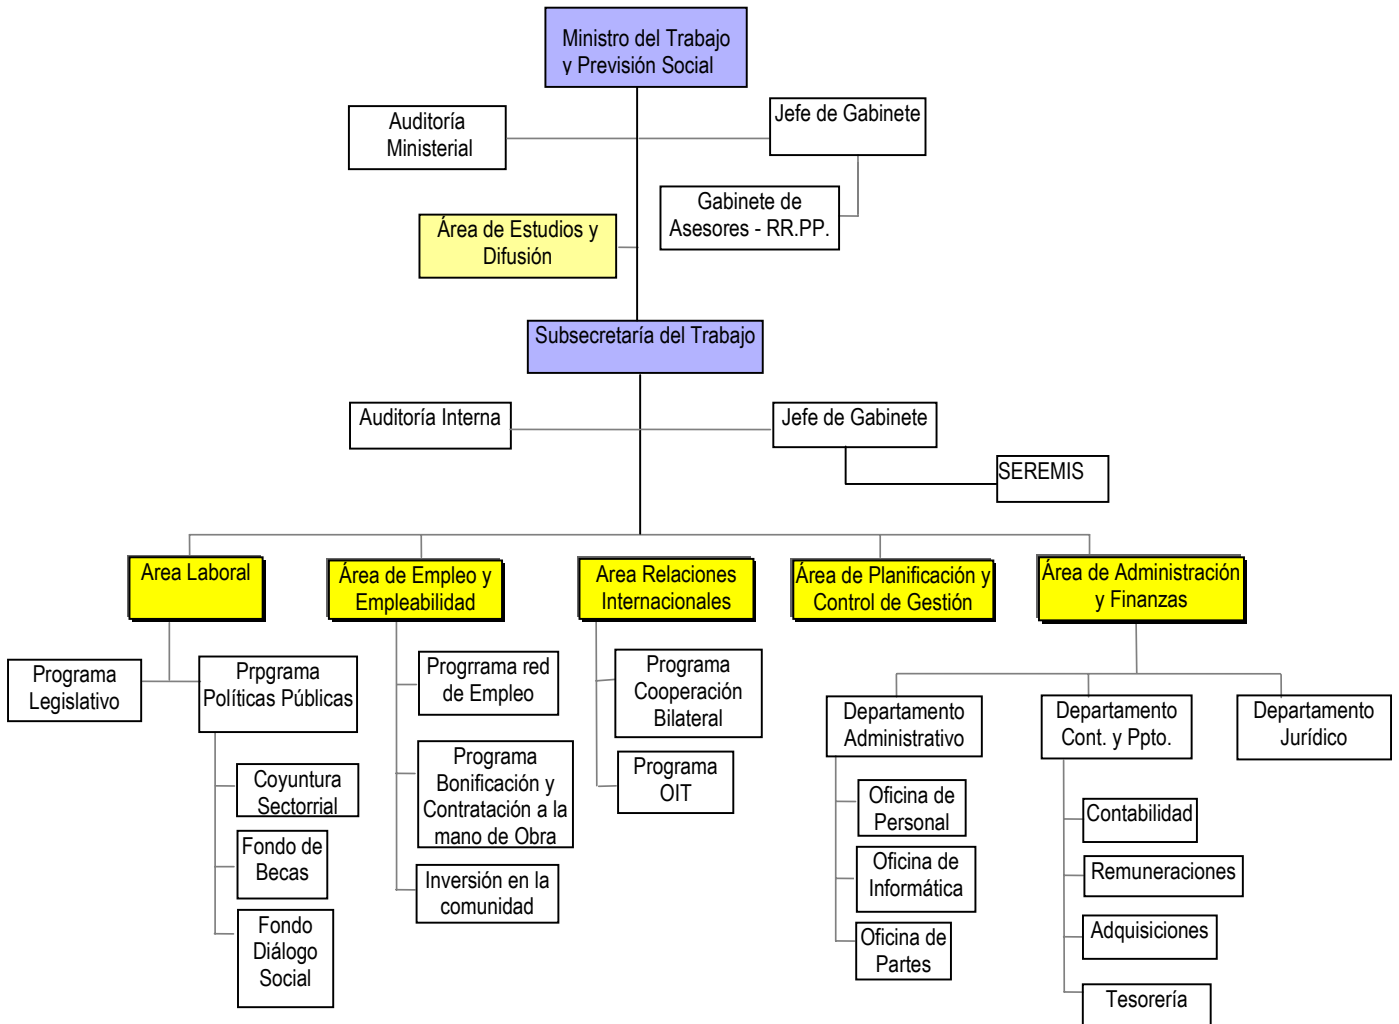 Ministro del Trabajo
y Previsión Social
Auditoría
Ministerial
Jefe de Gabinete
Gabinete de
Asesores - RR.PP.
Área de Estudios y
Difusión
Subsecretaría del Trabajo
Auditoría Interna
Jefe de Gabinete
SEREMIS
Area Laboral
Área de Empleo y
Empleabilidad
Area Relaciones
Internacionales
Área de Planificación y
Control de Gestión
Área de Administración
y Finanzas
Programa
Legislativo
Prpgrama
Políticas Públicas
Coyuntura
Sectorrial
Fondo de
Becas
Fondo
Diálogo
Social
Progrrama red
de Empleo
Programa
Bonificación y
Contratación a la
mano de Obra
Inversión en la
comunidad
Programa
Cooperación
Bilateral
Programa
OIT
Departamento
Administrativo
Oficina de
Personal
Oficina de
Informática
Oficina de
Partes
Departamento
Cont. y Ppto.
Contabilidad
Remuneraciones
Adquisiciones
Tesorería
Departamento
Jurídico